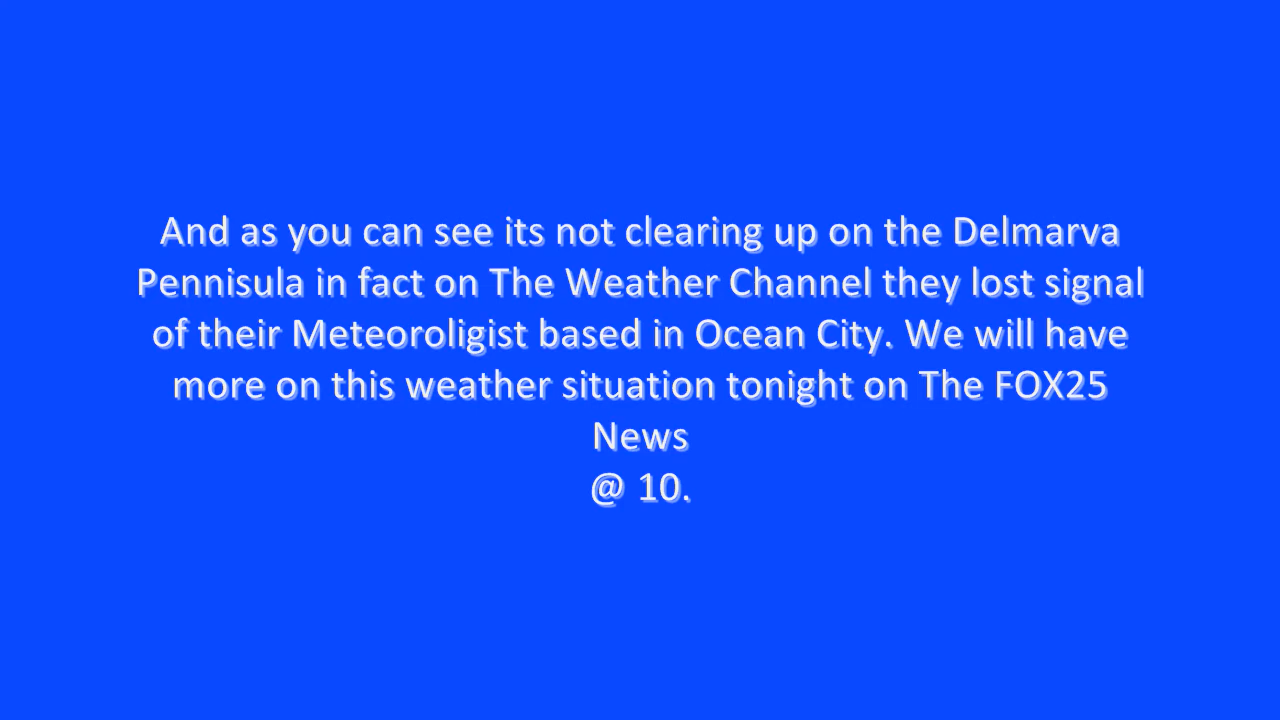 And as you can see its not clearing up on the Delmarva
Pennisula in fact on The Weather Channel they lost signal
of their Meteoroligist based in Ocean City. We will have
more on this weather situation tonight on The FOX25
News
@ 10.